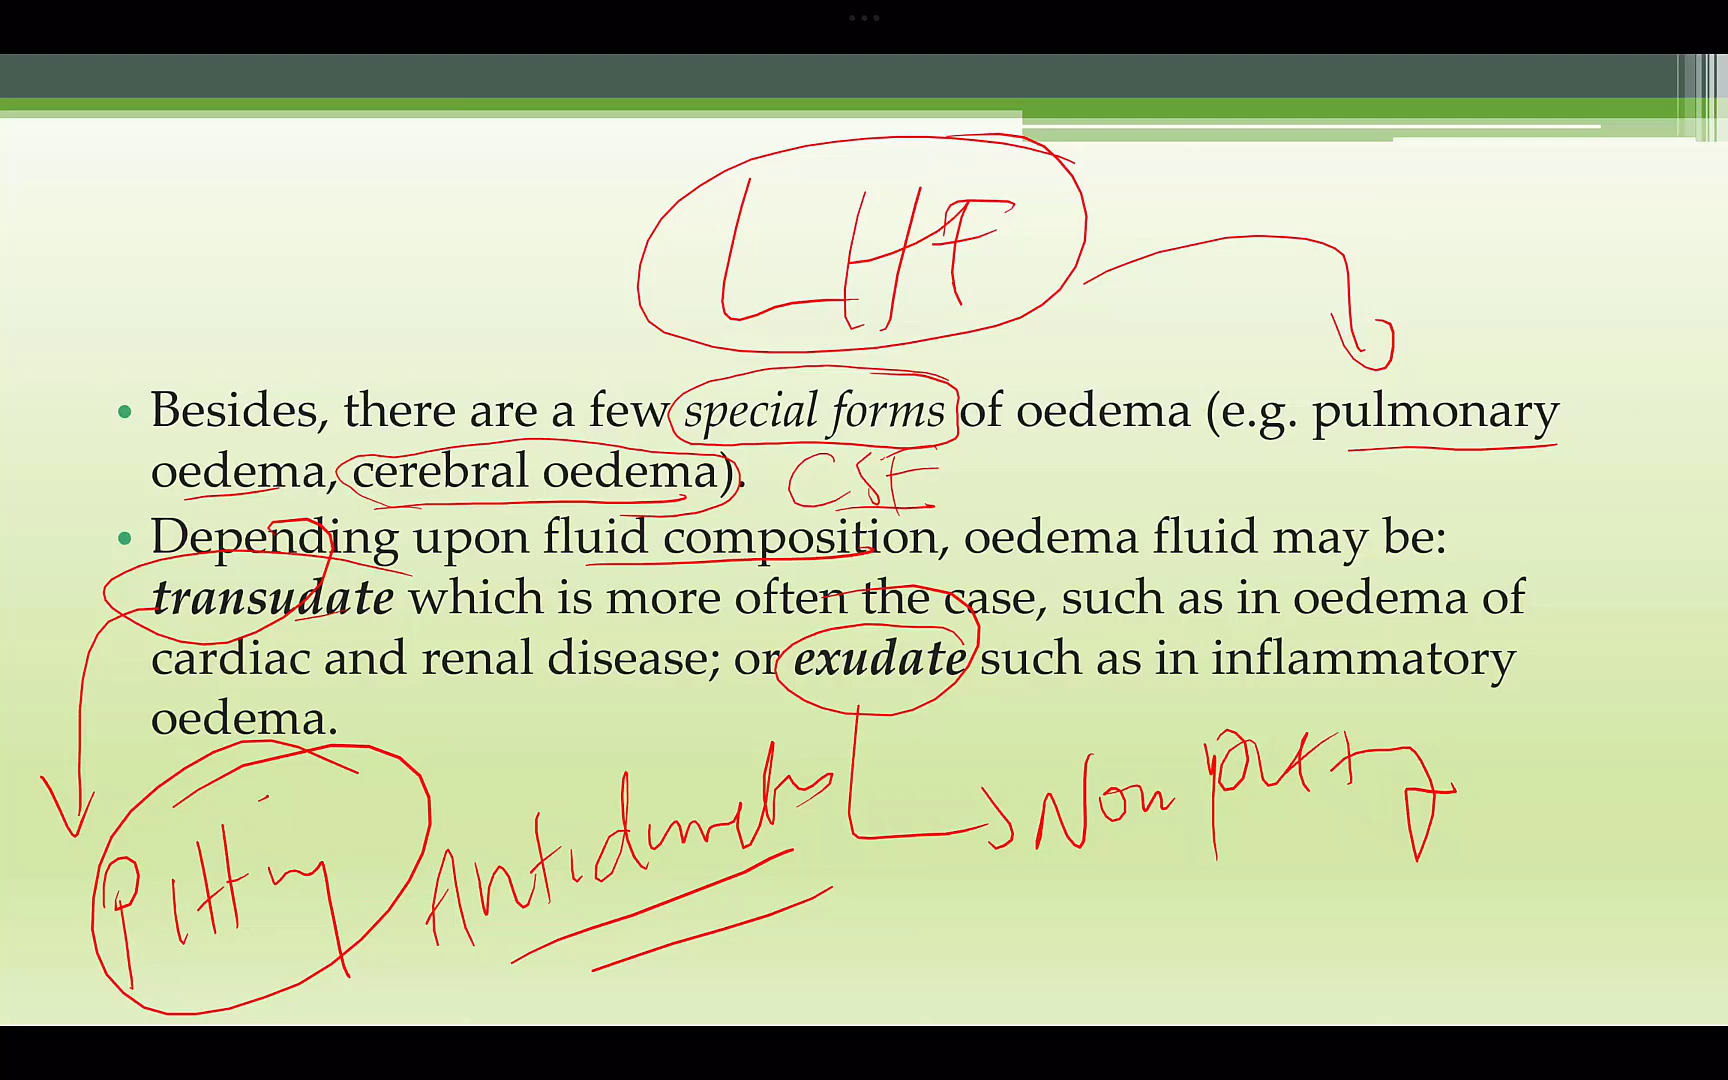 LHF
• Besides, there are a few special forms of oedema (e.g. pulmonary
oedema, cerebral oedema).
CSF
• Depending upon fluid composition, oedema fluid may be:
transudate which is more often the case, such as in oedema of
cardiac and renal disease; or exudate such as in inflammatory
oedema.
Pitting
Non pitting